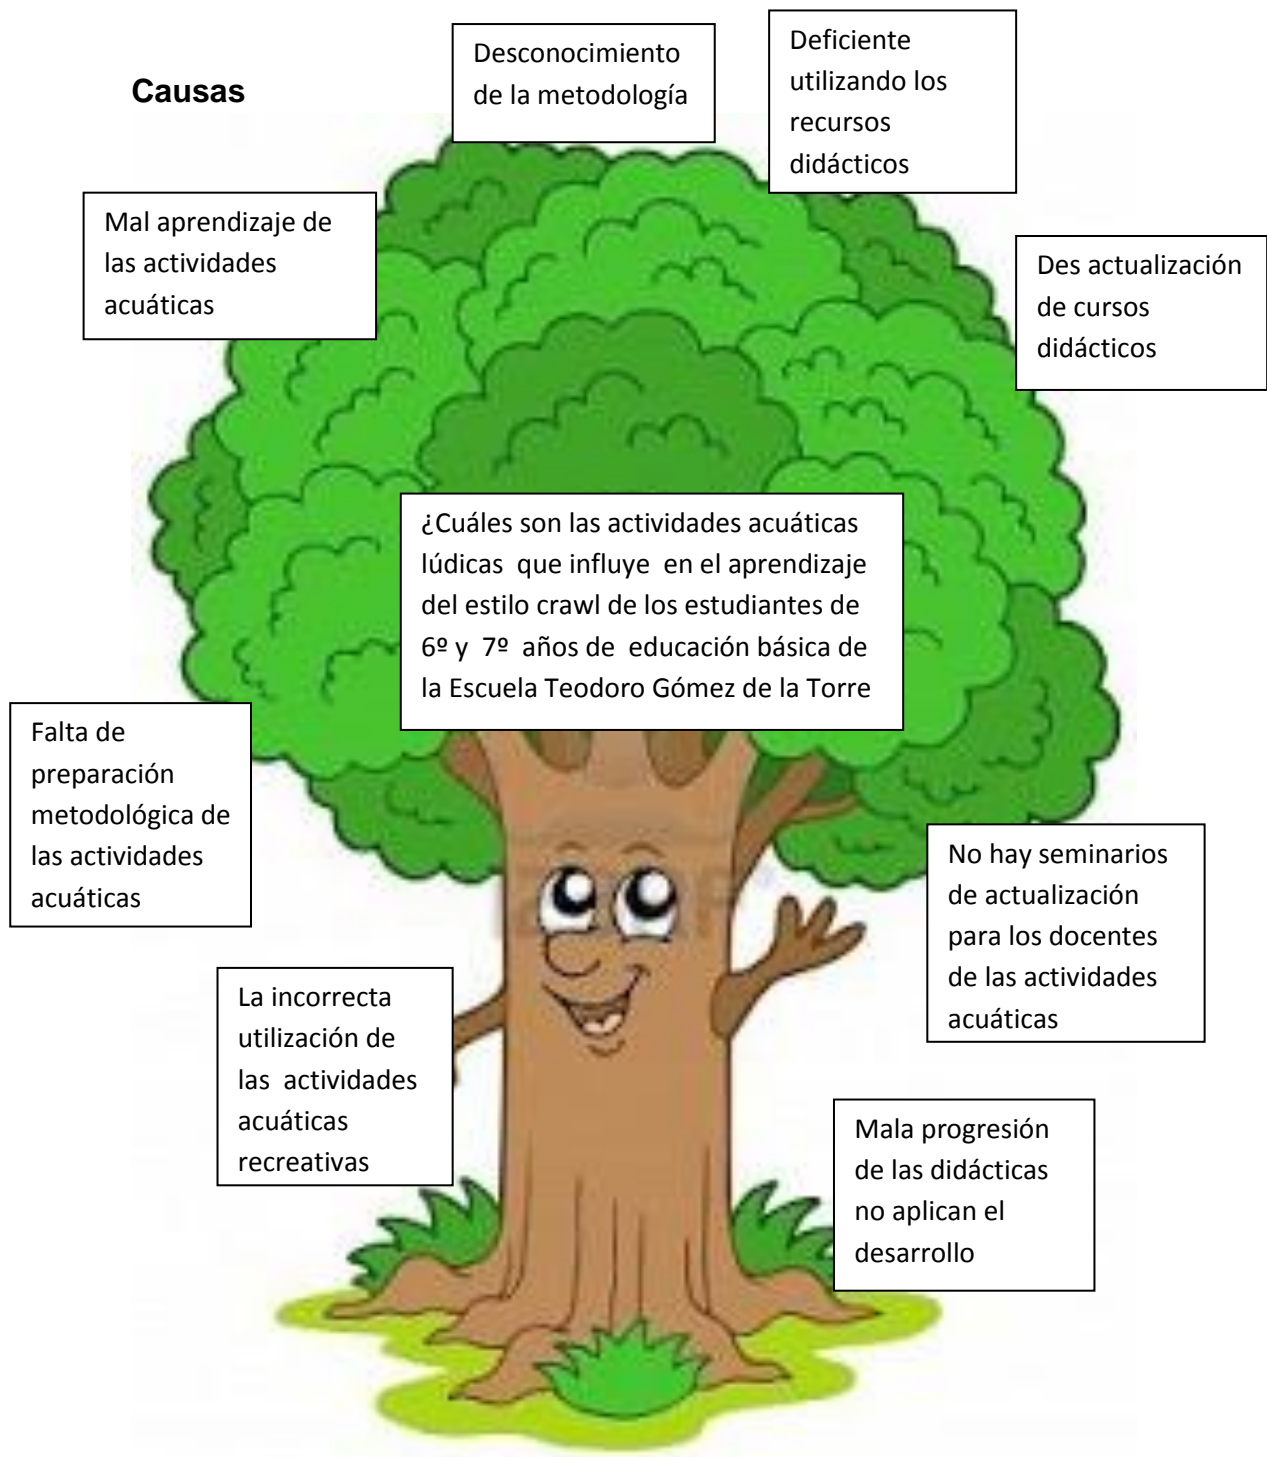 Causas
Desconocimiento
de la metodología
Deficiente
utilizando los
recursos
didácticos
Mal aprendizaje de
las actividades
acuáticas
Des actualización
de cursos
didácticos
¿Cuáles son las actividades acuáticas
lúdicas que influye en el aprendizaje
del estilo crawl de los estudiantes de
6º y 7º años de educación básica de
la Escuela Teodoro Gómez de la Torre
Falta de
preparación
metodológica de
las actividades
acuáticas
No hay seminarios
de actualización
para los docentes
de las actividades
acuáticas
La incorrecta
utilización de
las actividades
acuáticas
recreativas
Mala progresión
de las didácticas
no aplican el
desarrollo